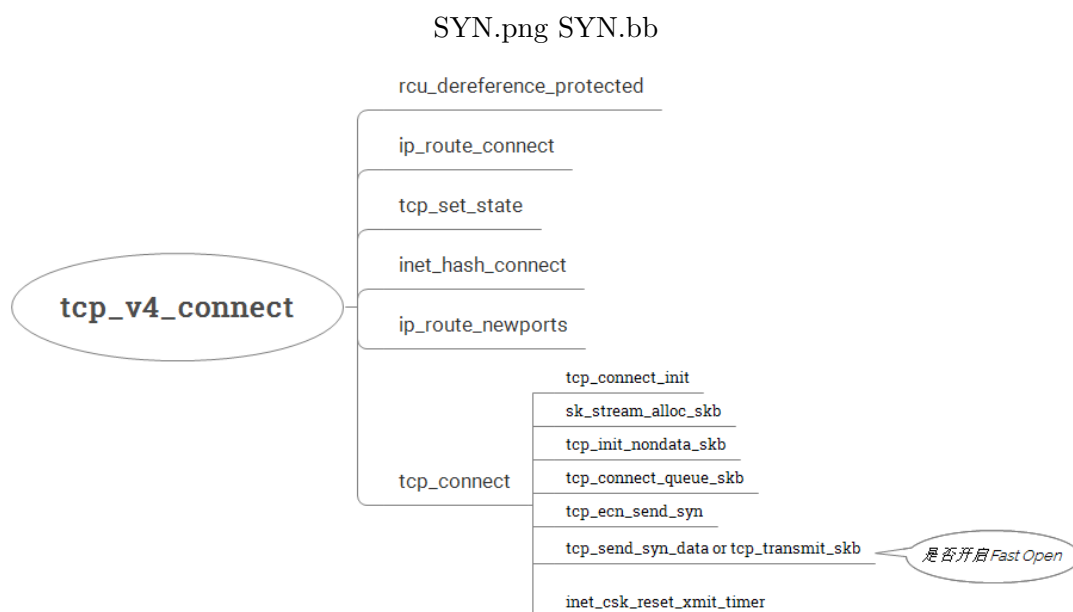 SYN.png SYN.bb
rcu_dereference_protected
ip_route_connect
tcp_set_state
inet_hash_connect
tcp_v4_connect
ip_route_newports
tcp_connect_init
sk_stream_alloc_skb
tcp_init_nondata_skb
tcp_connect
tcp_connect_queue_skb
tcp_ecn_send_syn
tcp_send_syn_data or tcp_transmit_skb
是否开启Fast Open
inet_csk_reset_xmit_timer